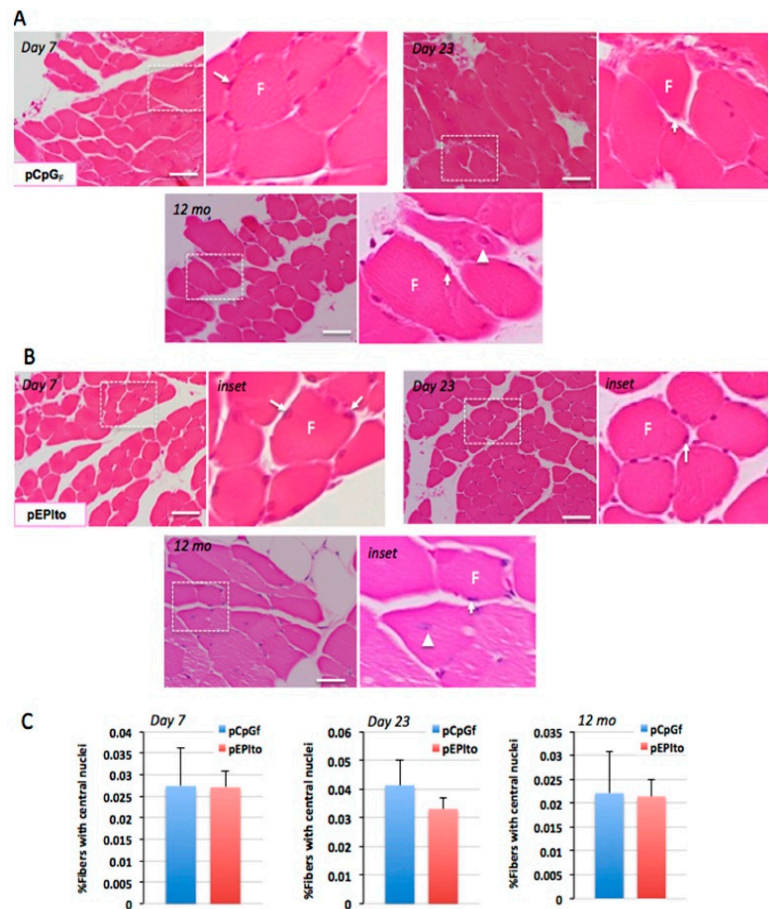 A
Day 7
F
Day 23
F
pCpGF
12 mo
F
B
Day 7
inset
F
Day 23
inset
F
pEPIto
12 mo
inset
F
C
Day 7
%Fibers with central nuclei
0.04
0.035
0.03
0.025
0.02
0.015
0.01
0.005
0
pCpGf
pEPIto
Day 23
%Fibers with central nuclei
0.06
0.05
0.04
0.03
0.02
0.01
0
pCpGf
pEPIto
12 mo
%Fibers with central nuclei
0.035
0.03
0.025
0.02
0.015
0.01
0.005
0
pCpGf
pEPIto